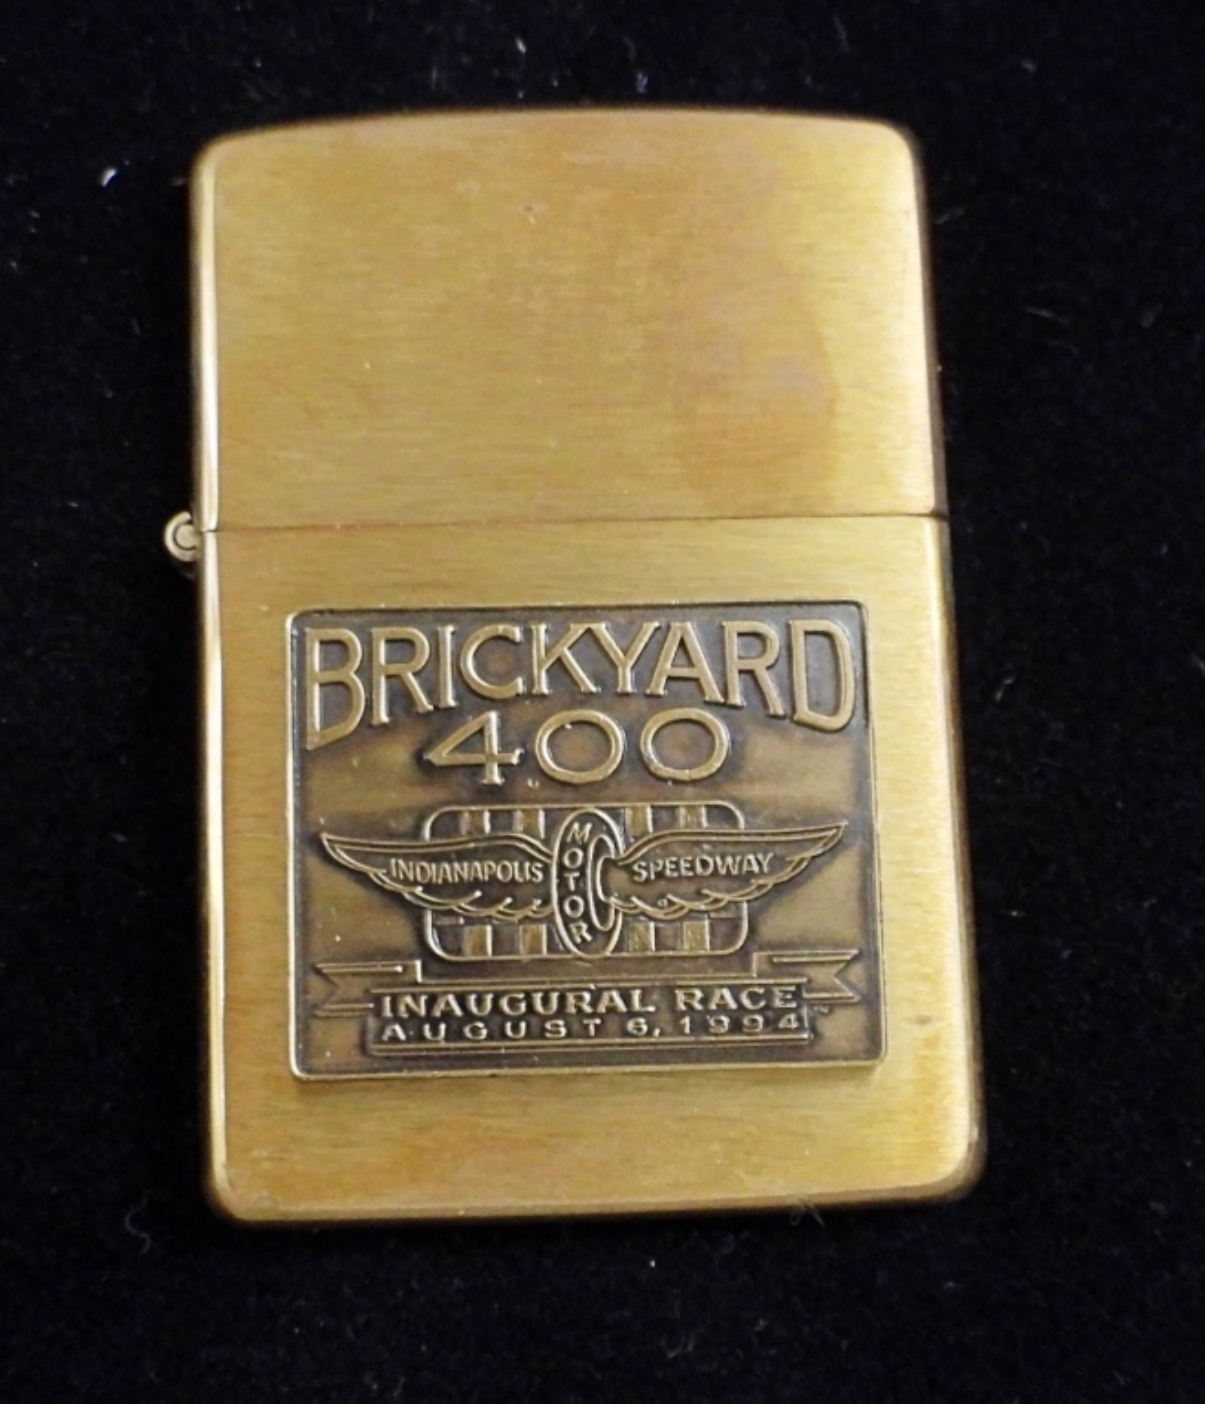 BRICKYARD
400
INDIANAPOLIS MOTOR SPEEDWAY
INAUGURAL RACE
AUGUST 6, 1994